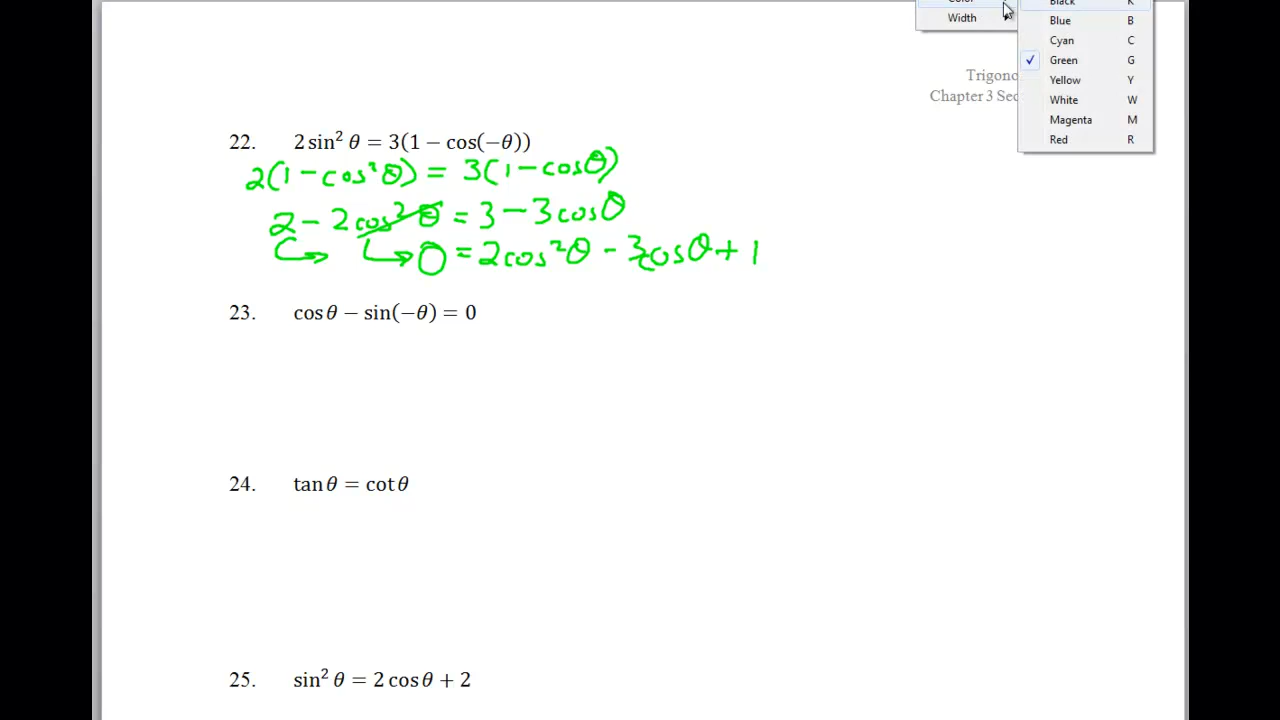 Color
Width
Black K
Blue B
Cyan C
Green G
Yellow Y
White W
Magenta M
Red R
Trigono
Chapter 3 Sec
22. 2 sin² θ = 3(1 − cos(−θ))
2(1 − cos²θ) = 3(1 − cosθ)
2 − 2cos²θ = 3 − 3cosθ
0 = 2cos²θ − 3cosθ + 1
23. cos θ − sin(−θ) = 0
24. tan θ = cot θ
25. sin² θ = 2 cos θ + 2